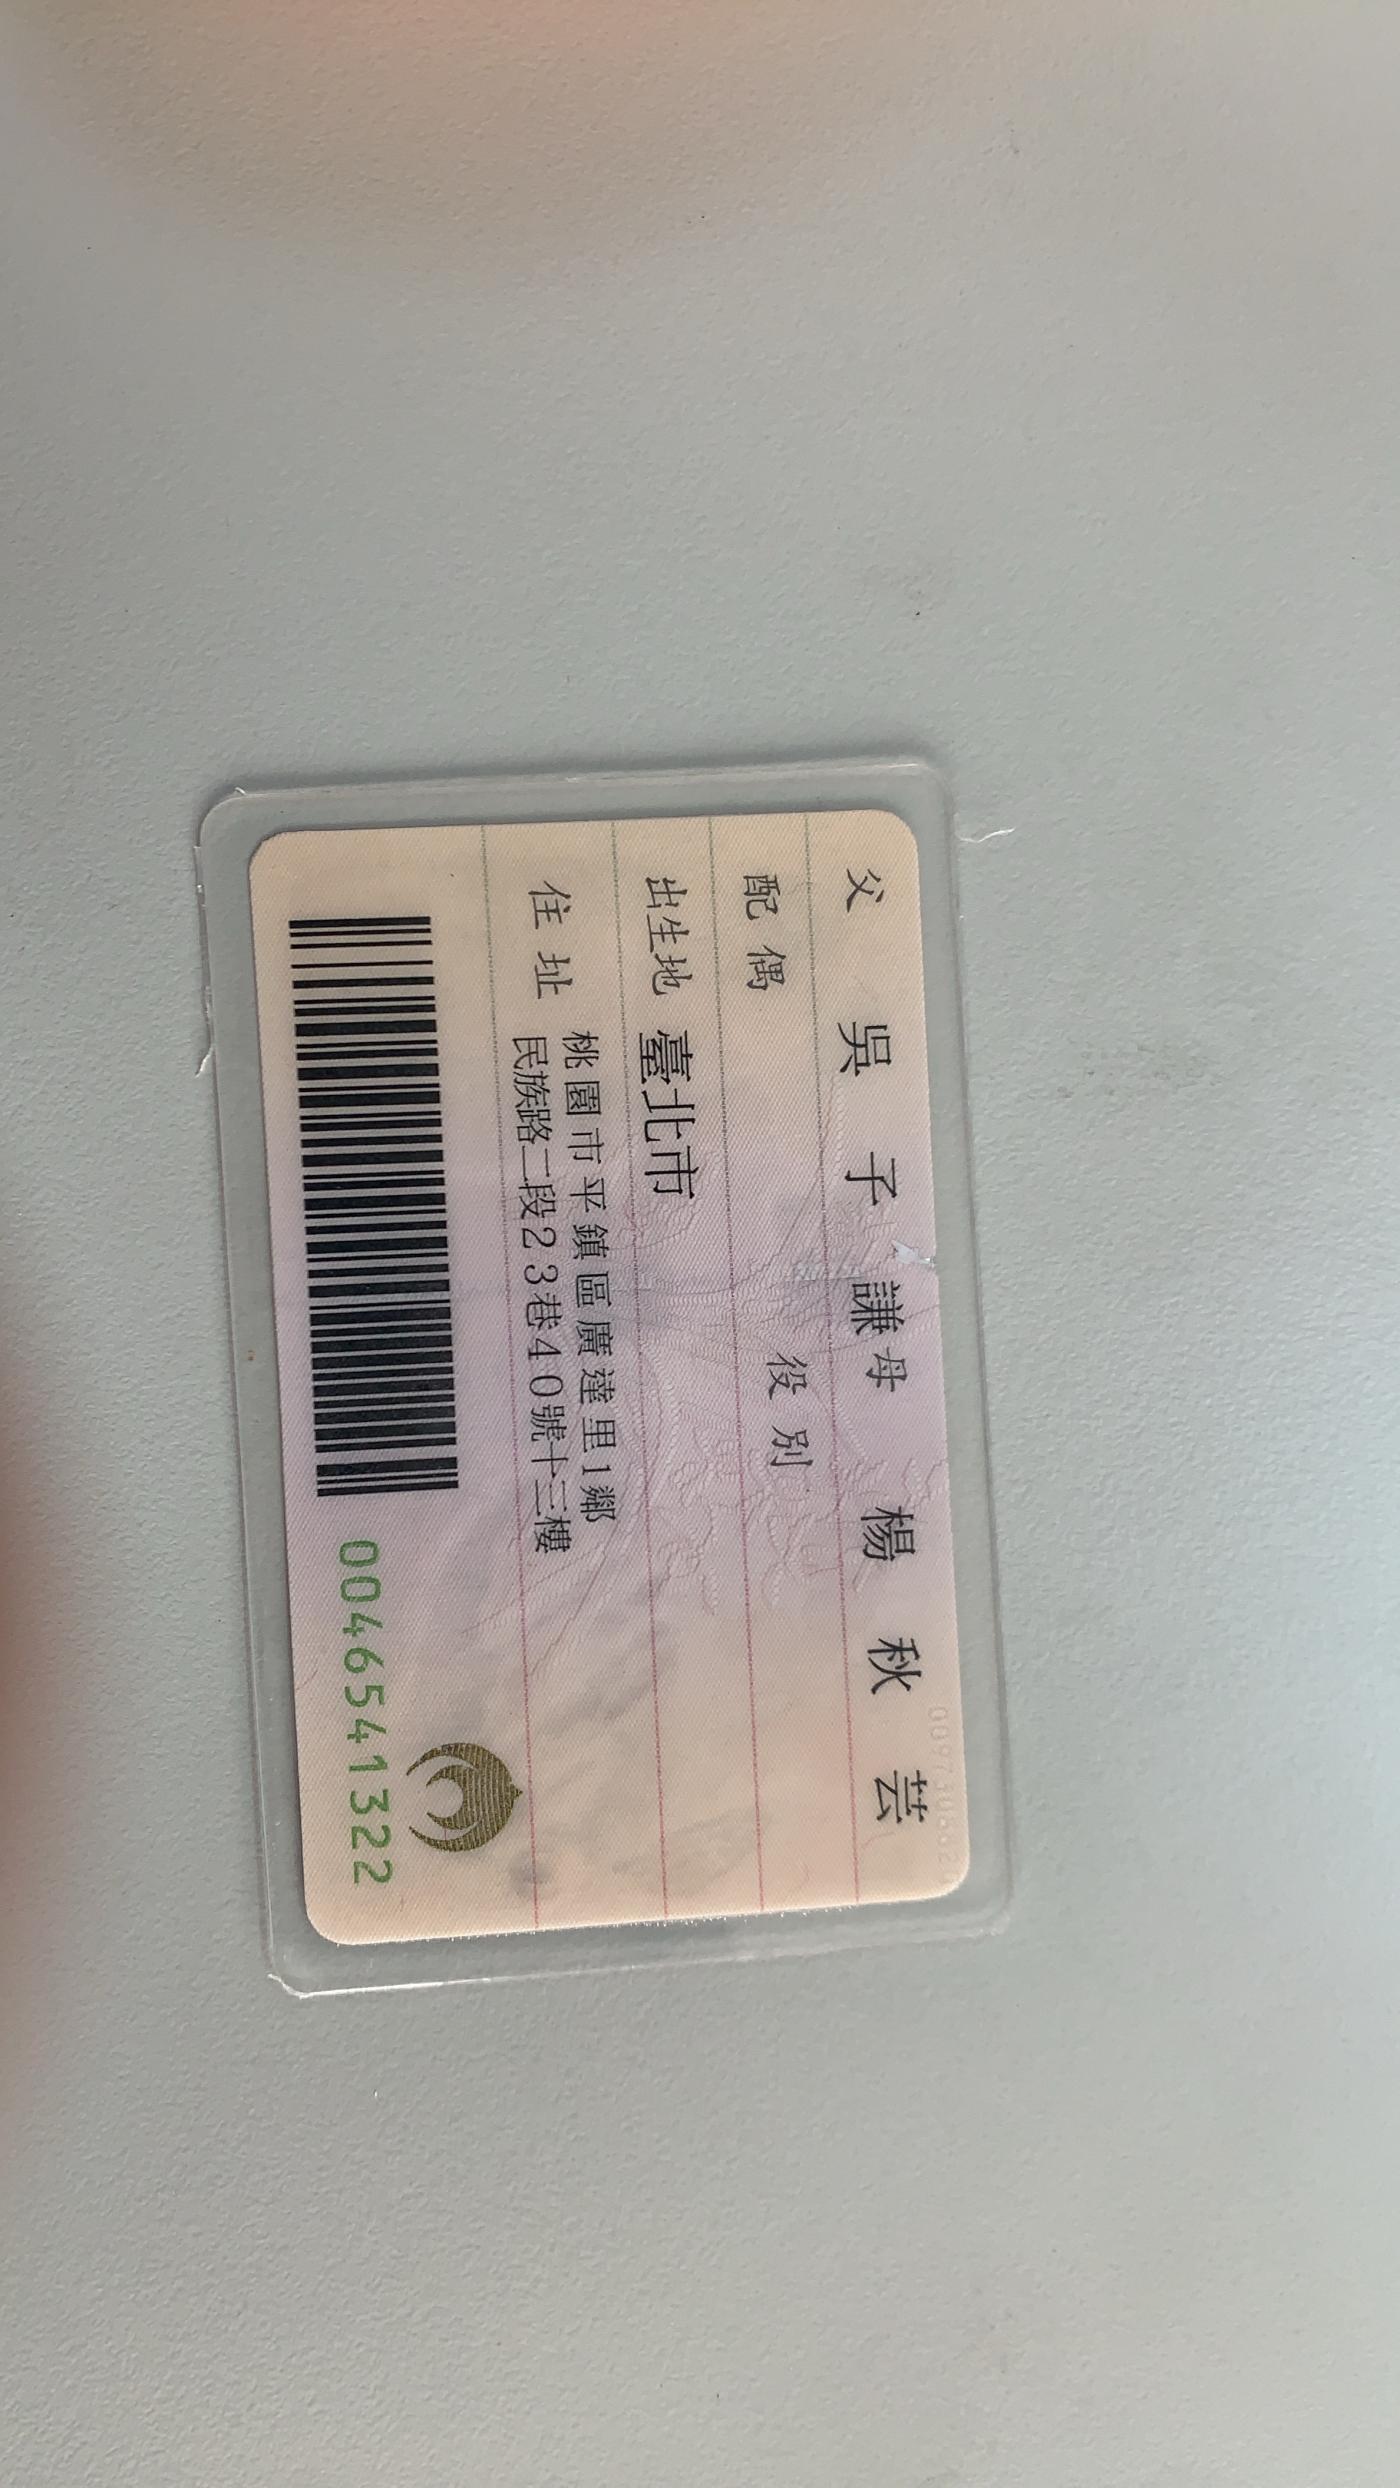 父 吳子謙 母 楊秋芸
配偶 役別
出生地 臺北市
住址 桃園市平鎮區廣達里1鄰
民族路二段23巷40號十三樓
0046541322